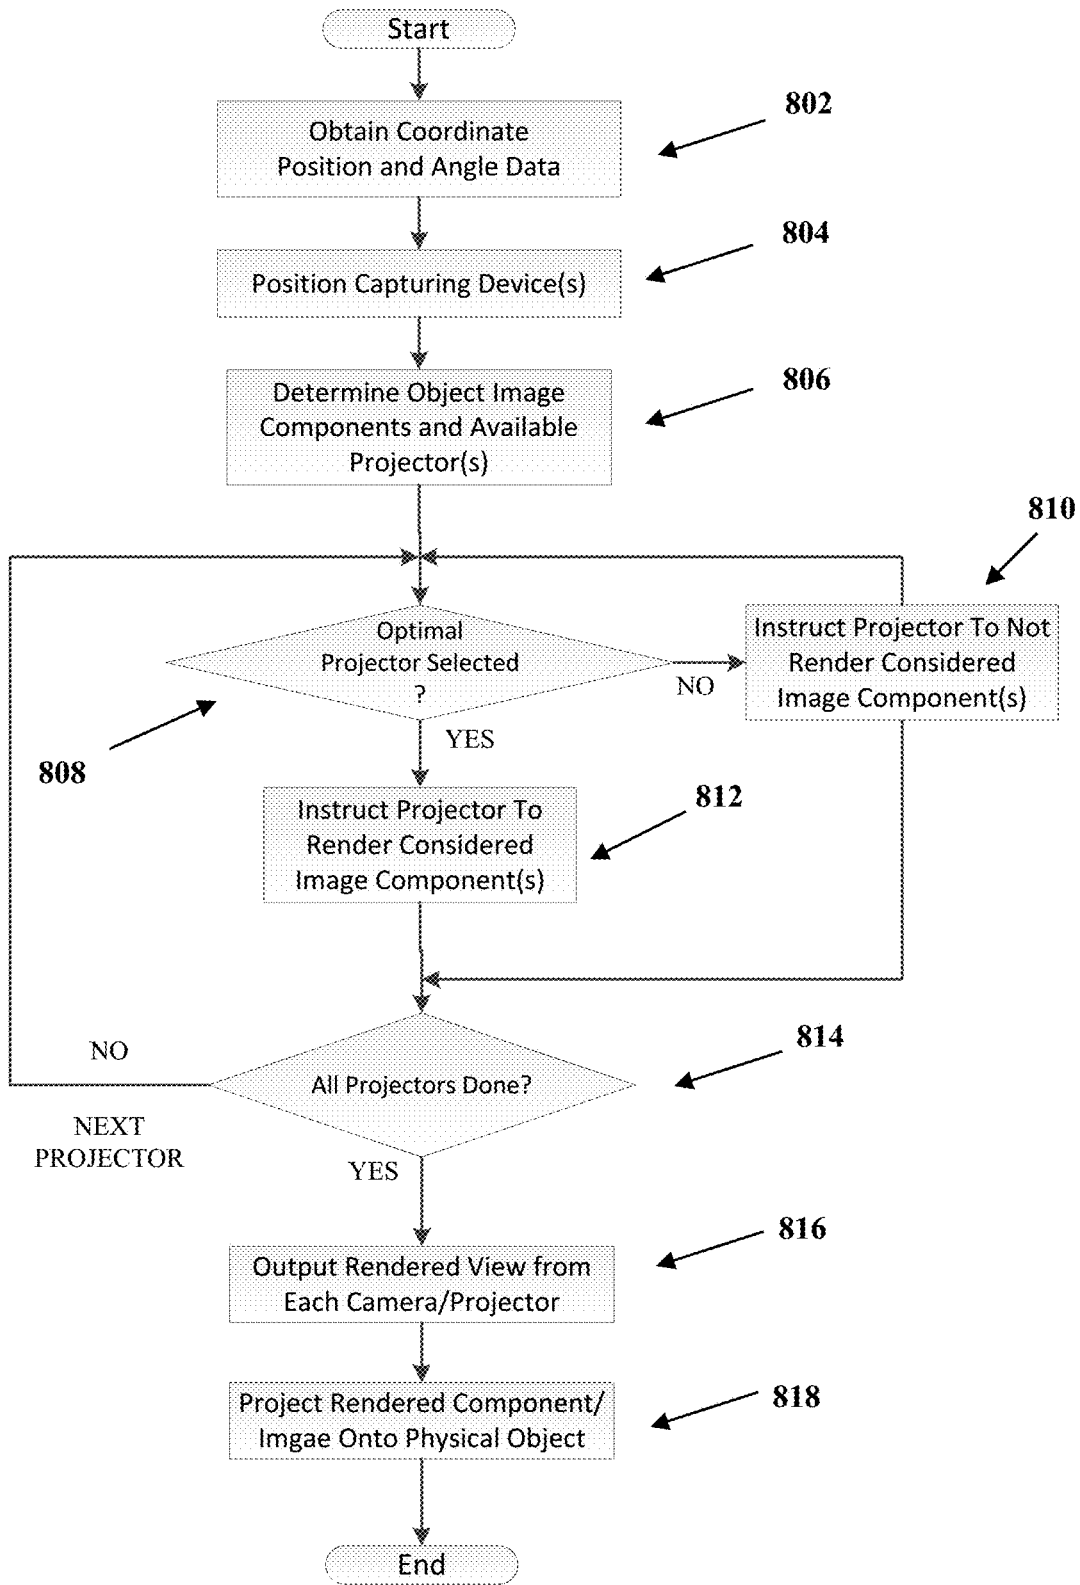 Start
802
Obtain Coordinate
Position and Angle Data
804
Position Capturing Device(s)
806
Determine Object Image
Components and Available
Projector(s)
810
Optimal
Projector Selected
?
NO
Instruct Projector To Not
Render Considered
Image Component(s)
808
YES
812
Instruct Projector To
Render Considered
Image Component(s)
814
NO
All Projectors Done?
NEXT
PROJECTOR
YES
816
Output Rendered View from
Each Camera/Projector
818
Project Rendered Component/
Imgae Onto Physical Object
End